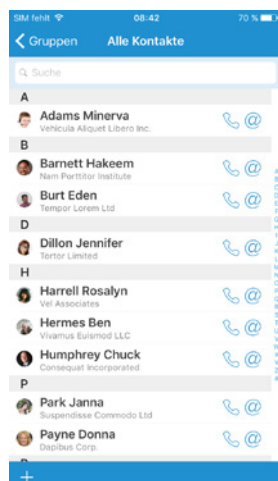 SIM fehlt 08:42 70 %
Gruppen Alle Kontakte
Suche
A
Adams Minerva
Vehicula Aliquet Libero Inc.
B
Barnett Hakeem
Nam Porttitor Institute
Burt Eden
Tempor Lorem Ltd
D
Dillon Jennifer
Tortor Limited
H
Harrell Rosalyn
Vel Associates
Hermes Ben
Vivamus Euismod LLC
Humphrey Chuck
Consequat Incorporated
P
Park Janna
Suspendisse Commodo Ltd
Payne Donna
Dapibus Corp.